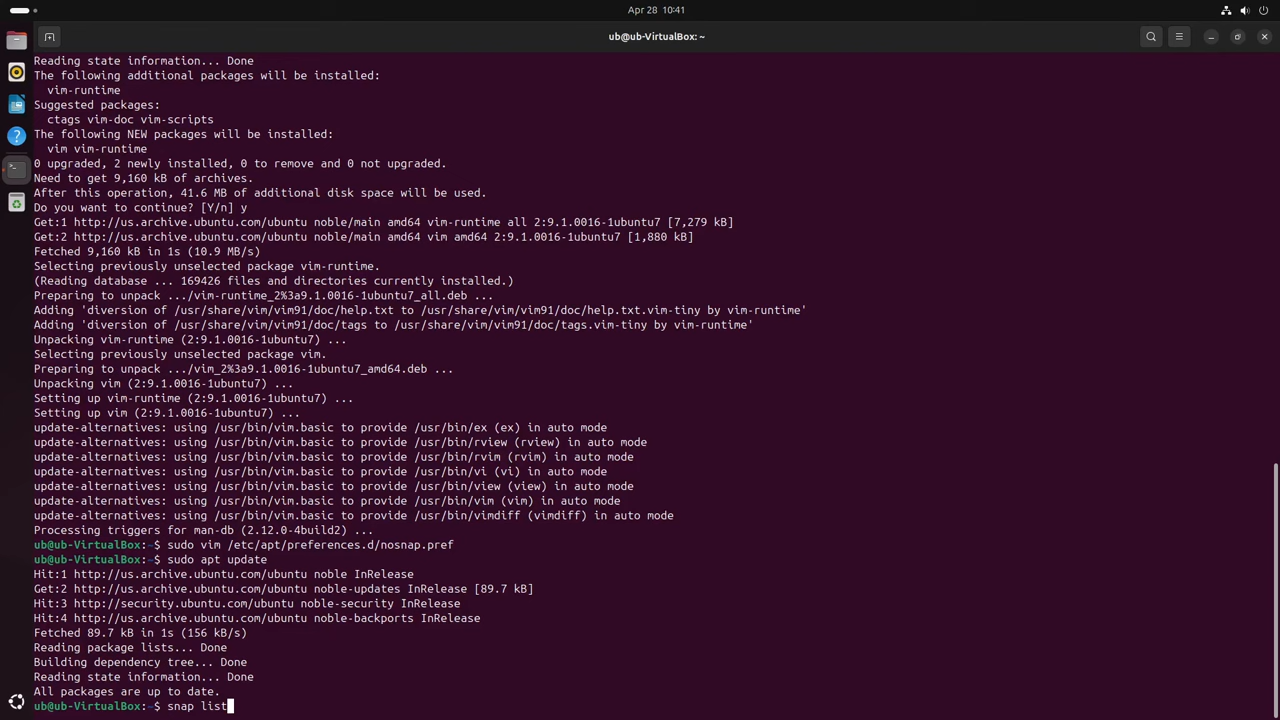 Apr 28 10:41
ub@ub-VirtualBox: ~
Reading state information... Done
The following additional packages will be installed:
  vim-runtime
Suggested packages:
  ctags vim-doc vim-scripts
The following NEW packages will be installed:
  vim vim-runtime
0 upgraded, 2 newly installed, 0 to remove and 0 not upgraded.
Need to get 9,160 kB of archives.
After this operation, 41.6 MB of additional disk space will be used.
Do you want to continue? [Y/n] y
Get:1 http://us.archive.ubuntu.com/ubuntu noble/main amd64 vim-runtime all 2:9.1.0016-1ubuntu7 [7,279 kB]
Get:2 http://us.archive.ubuntu.com/ubuntu noble/main amd64 vim amd64 2:9.1.0016-1ubuntu7 [1,880 kB]
Fetched 9,160 kB in 1s (10.9 MB/s)
Selecting previously unselected package vim-runtime.
(Reading database ... 169426 files and directories currently installed.)
Preparing to unpack .../vim-runtime_2%3a9.1.0016-1ubuntu7_all.deb ...
Adding 'diversion of /usr/share/vim/vim91/doc/help.txt to /usr/share/vim/vim91/doc/help.txt.vim-tiny by vim-runtime'
Adding 'diversion of /usr/share/vim/vim91/doc/tags to /usr/share/vim/vim91/doc/tags.vim-tiny by vim-runtime'
Unpacking vim-runtime (2:9.1.0016-1ubuntu7) ...
Selecting previously unselected package vim.
Preparing to unpack .../vim_2%3a9.1.0016-1ubuntu7_amd64.deb ...
Unpacking vim (2:9.1.0016-1ubuntu7) ...
Setting up vim-runtime (2:9.1.0016-1ubuntu7) ...
Setting up vim (2:9.1.0016-1ubuntu7) ...
update-alternatives: using /usr/bin/vim.basic to provide /usr/bin/ex (ex) in auto mode
update-alternatives: using /usr/bin/vim.basic to provide /usr/bin/rview (rview) in auto mode
update-alternatives: using /usr/bin/vim.basic to provide /usr/bin/rvim (rvim) in auto mode
update-alternatives: using /usr/bin/vim.basic to provide /usr/bin/vi (vi) in auto mode
update-alternatives: using /usr/bin/vim.basic to provide /usr/bin/view (view) in auto mode
update-alternatives: using /usr/bin/vim.basic to provide /usr/bin/vim (vim) in auto mode
update-alternatives: using /usr/bin/vim.basic to provide /usr/bin/vimdiff (vimdiff) in auto mode
Processing triggers for man-db (2.12.0-4build2) ...
ub@ub-VirtualBox:~$ sudo vim /etc/apt/preferences.d/nosnap.pref
ub@ub-VirtualBox:~$ sudo apt update
Hit:1 http://us.archive.ubuntu.com/ubuntu noble InRelease
Get:2 http://us.archive.ubuntu.com/ubuntu noble-updates InRelease [89.7 kB]
Hit:3 http://security.ubuntu.com/ubuntu noble-security InRelease
Hit:4 http://us.archive.ubuntu.com/ubuntu noble-backports InRelease
Fetched 89.7 kB in 1s (156 kB/s)
Reading package lists... Done
Building dependency tree... Done
Reading state information... Done
All packages are up to date.
ub@ub-VirtualBox:~$ snap list